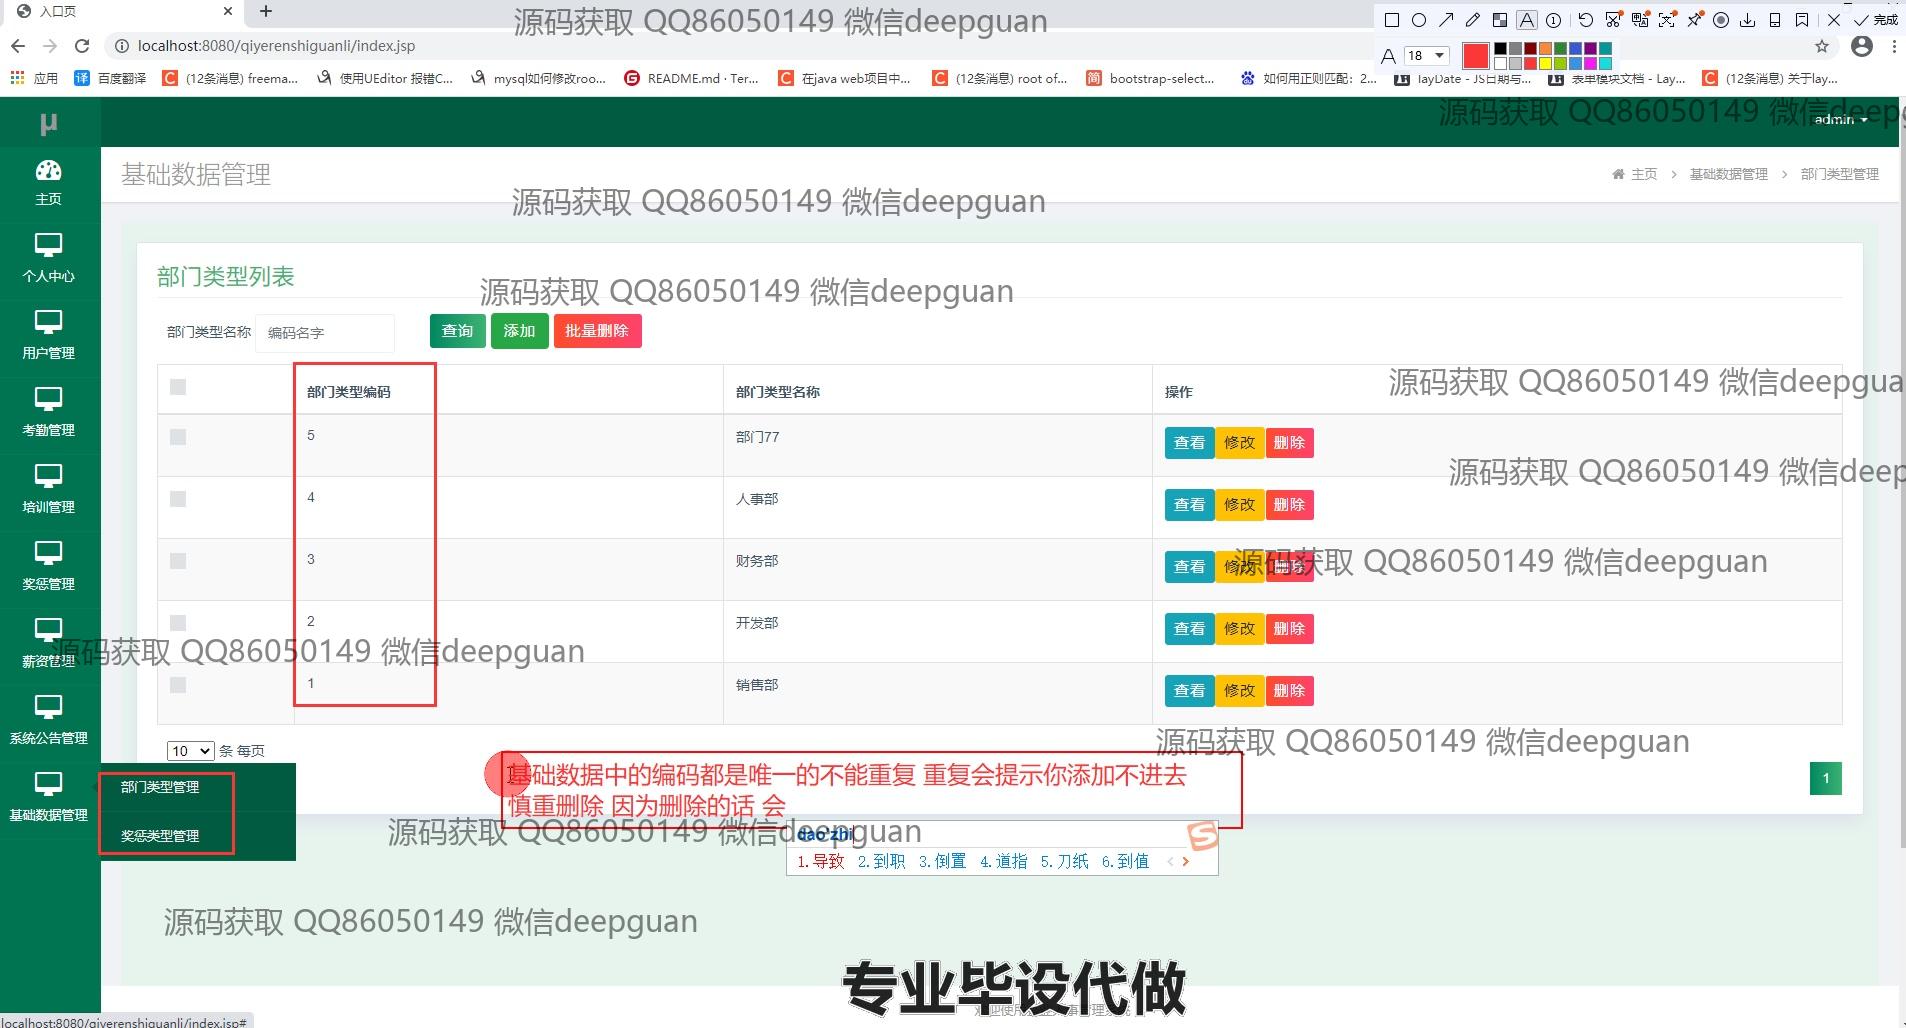 入口页
源码获取 QQ86050149 微信deepguan
18
完成
localhost:8080/qiyerenshiguanli/index.jsp
应用
百度翻译
(12条消息) freema...
使用UEditor 报错C...
mysql如何修改roo...
README.md · Ter...
在java web项目中...
(12条消息) root of...
bootstrap-select...
如何用正则匹配：2...
layDate - JS日期与...
表单模块文档 - Lay...
(12条消息) 关于lay...
μ
源码获取 QQ86050149 微信deepg
admin
基础数据管理
主页 > 基础数据管理 > 部门类型管理
源码获取 QQ86050149 微信deepguan
主页
个人中心
用户管理
考勤管理
培训管理
奖惩管理
薪资管理
系统公告管理
基础数据管理
部门类型管理
奖惩类型管理
部门类型列表
源码获取 QQ86050149 微信deepguan
部门类型名称 编码名字 查询 添加 批量删除
部门类型编码 部门类型名称 操作
源码获取 QQ86050149 微信deepgua
5 部门77 查看 修改 删除
源码获取 QQ86050149 微信deep
4 人事部 查看 修改 删除
3 财务部 查看 修改 删除
源码获取 QQ86050149 微信deepguan
2 开发部 查看 修改 删除
源码获取 QQ86050149 微信deepguan
1 销售部 查看 修改 删除
10 条 每页
源码获取 QQ86050149 微信deepguan
1
基础数据中的编码都是唯一的不能重复 重复会提示你添加不进去
慎重删除 因为删除的话 会
源码获取 QQ86050149 微信deepguan
dao'zhi
1.导致 2.到职 3.倒置 4.道指 5.刀纸 6.到值
源码获取 QQ86050149 微信deepguan
专业毕设代做
localhost:8080/qiyerenshiguanli/index.jsp#